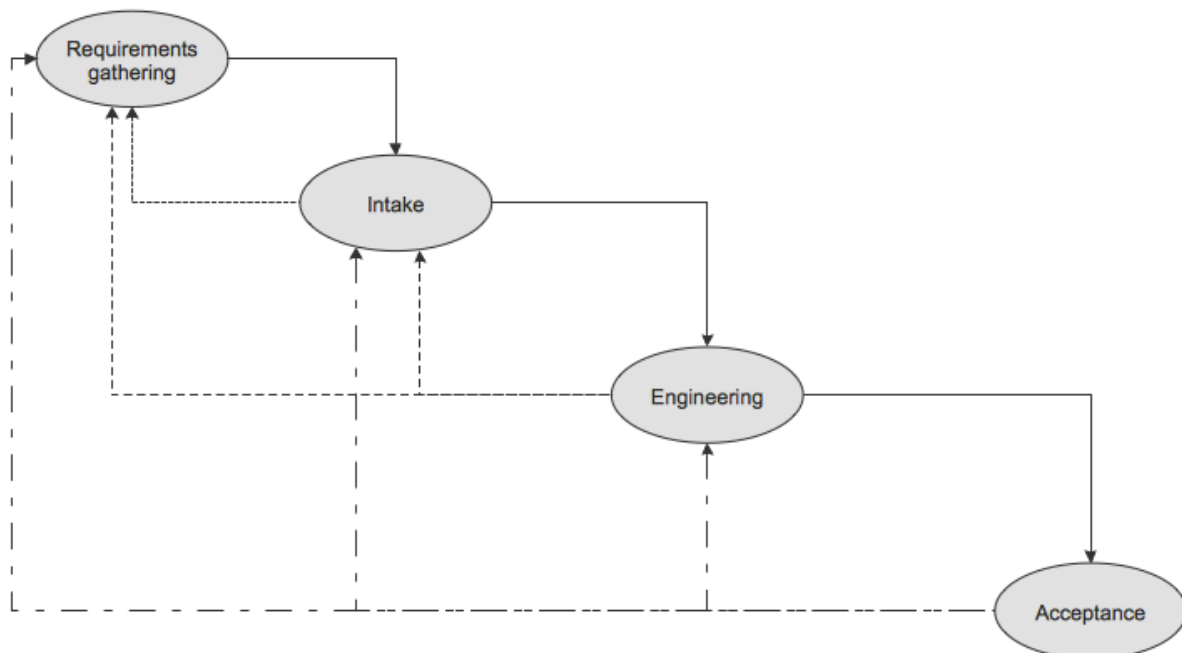 Requirements
gathering
Intake
Engineering
Acceptance